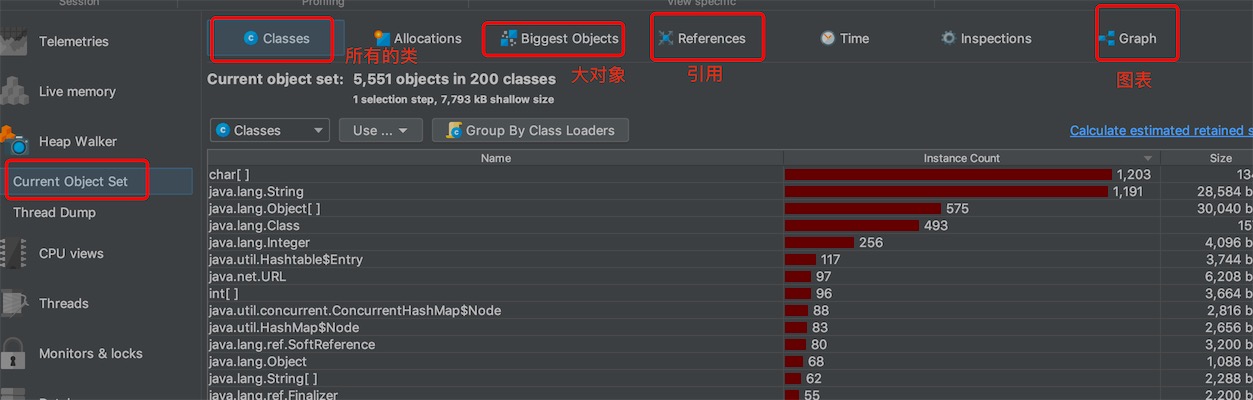 Session Profiling View specific
Telemetries
Live memory
Heap Walker
Current Object Set
Thread Dump
CPU views
Threads
Monitors & locks
Classes Allocations Biggest Objects References Time Inspections Graph
所有的类 大对象 引用 图表
Current object set: 5,551 objects in 200 classes
1 selection step, 7,793 kB shallow size
Classes Use ... Group By Class Loaders Calculate estimated retained s
Name Instance Count Size
char[ ] 1,203 134
java.lang.String 1,191 28,584 b
java.lang.Object[ ] 575 30,040 b
java.lang.Class 493 15
java.lang.Integer 256 4,096 b
java.util.Hashtable$Entry 117 3,744 b
java.net.URL 97 6,208 b
int[ ] 96 3,664 b
java.util.concurrent.ConcurrentHashMap$Node 88 2,816 b
java.util.HashMap$Node 83 2,656 b
java.lang.ref.SoftReference 80 3,200 b
java.lang.Object 68 1,088 b
java.lang.String[ ] 62 2,288 b
java.lang.ref.Finalizer 55 2,200 b